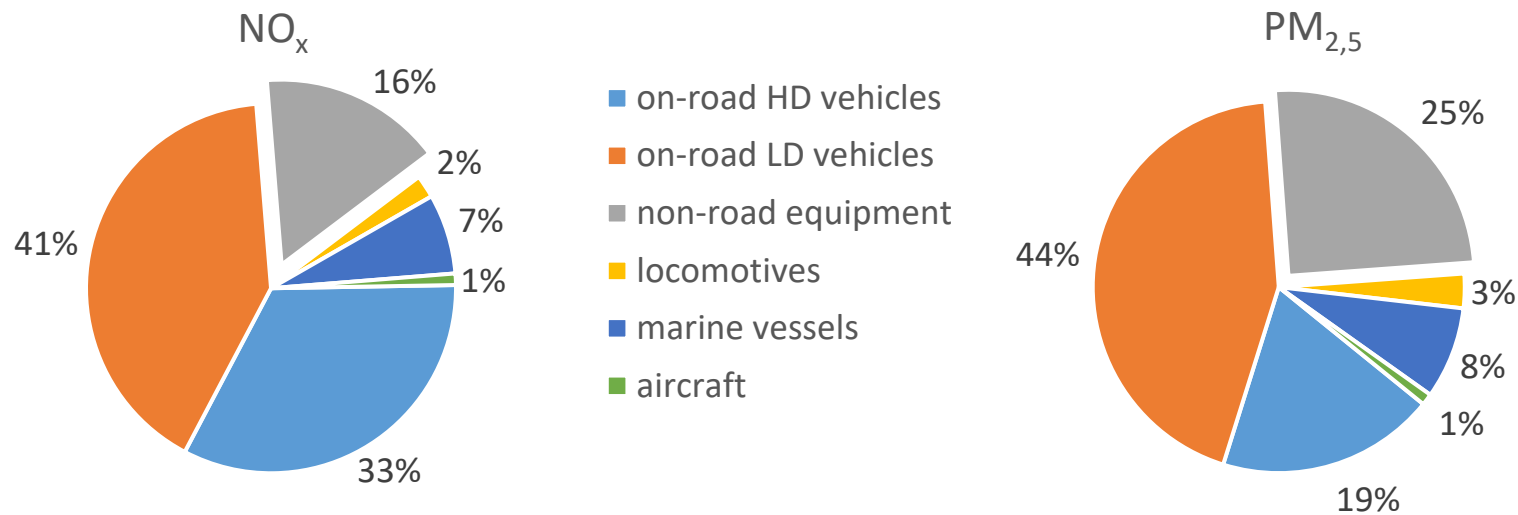 NOx
16%
2%
7%
1%
33%
41%
on-road HD vehicles
on-road LD vehicles
non-road equipment
locomotives
marine vessels
aircraft
PM2,5
25%
3%
8%
1%
19%
44%